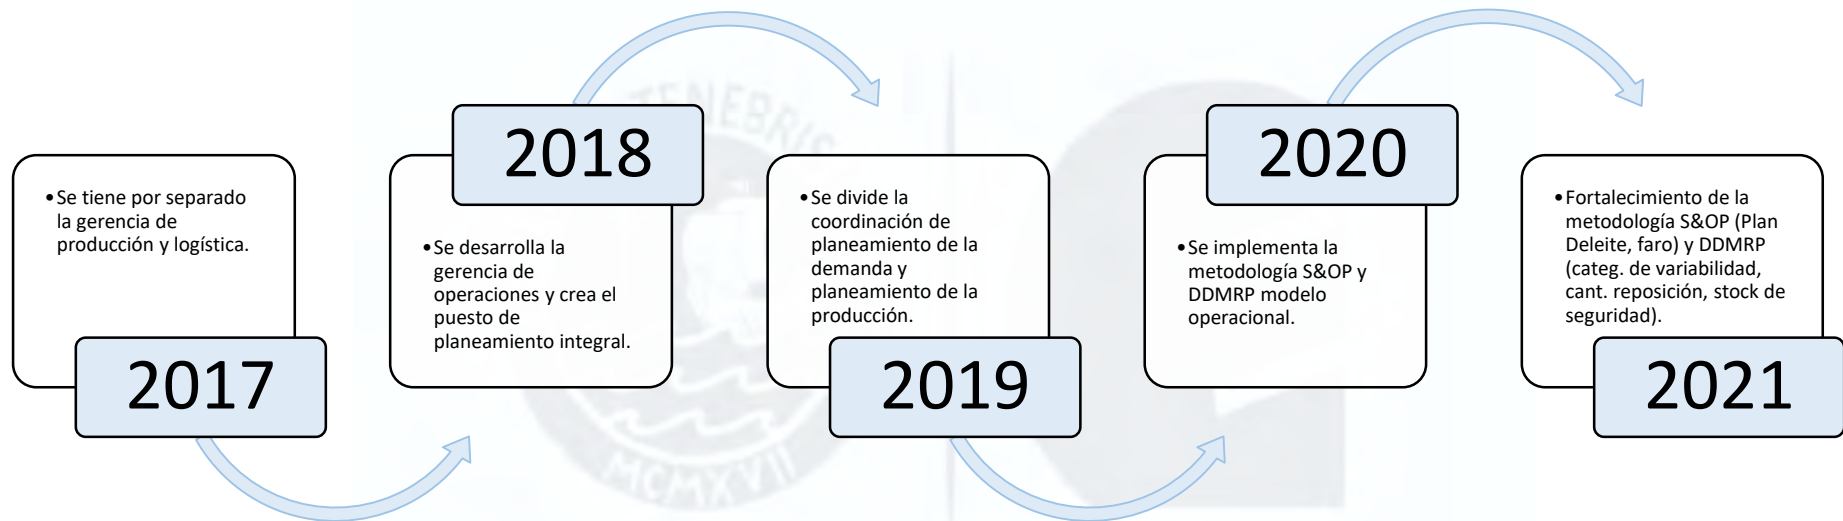 •Se tiene por separado
la gerencia de
producción y logística.
2017
2018
•Se desarrolla la
gerencia de
operaciones y crea el
puesto de
planeamiento integral.
•Se divide la
coordinación de
planeamiento de la
demanda y
planeamiento de la
producción.
2019
2020
•Se implementa la
metodología S&OP y
DDMRP modelo
operacional.
•Fortalecimiento de la
metodología S&OP (Plan
Deleite, faro) y DDMRP
(categ. de variabilidad,
cant. reposición, stock de
seguridad).
2021
TENEBRIS
MCMXVII